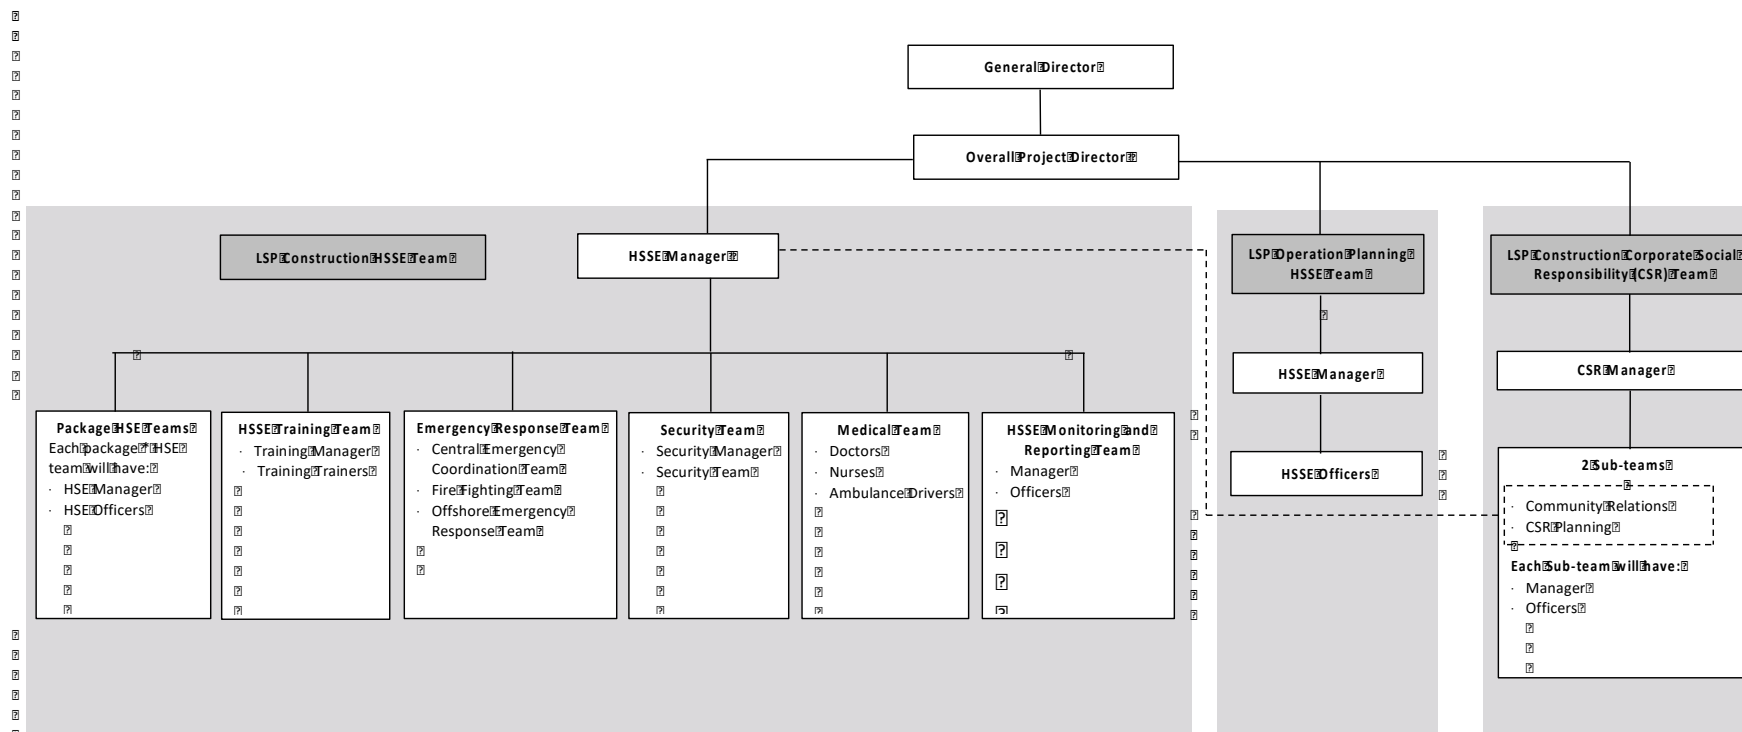 General Director
Overall Project Director
LSP Construction HSSE Team
HSSE Manager
LSP Operation Planning
HSSE Team
LSP Construction Corporate Social
Responsibility (CSR) Team
HSSE Manager
CSR Manager
Package HSE Teams
Each package* HSE
team will have:
· HSE Manager
· HSE Officers
HSSE Training Team
· Training Manager
· Training Trainers
Emergency Response Team
· Central Emergency
Coordination Team
· Fire Fighting Team
· Offshore Emergency
Response Team
Security Team
· Security Manager
· Security Team
Medical Team
· Doctors
· Nurses
· Ambulance Drivers
HSSE Monitoring and
Reporting Team
· Manager
· Officers
HSSE Officers
2 Sub-teams
· Community Relations
· CSR Planning
Each Sub-team will have:
· Manager
· Officers